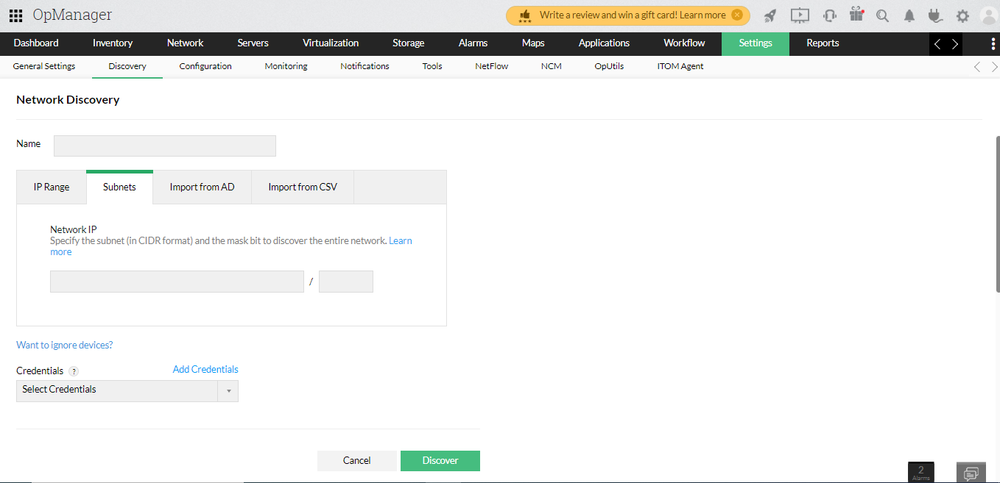 OpManager
Write a review and win a gift card! Learn more
Dashboard Inventory Network Servers Virtualization Storage Alarms Maps Applications Workflow Settings Reports
General Settings Discovery Configuration Monitoring Notifications Tools NetFlow NCM OpUtils ITOM Agent
Network Discovery
Name
IP Range Subnets Import from AD Import from CSV
Network IP
Specify the subnet (in CIDR format) and the mask bit to discover the entire network. Learn
more
/
Want to ignore devices?
Credentials ? Add Credentials
Select Credentials
Cancel Discover
2
Alarms